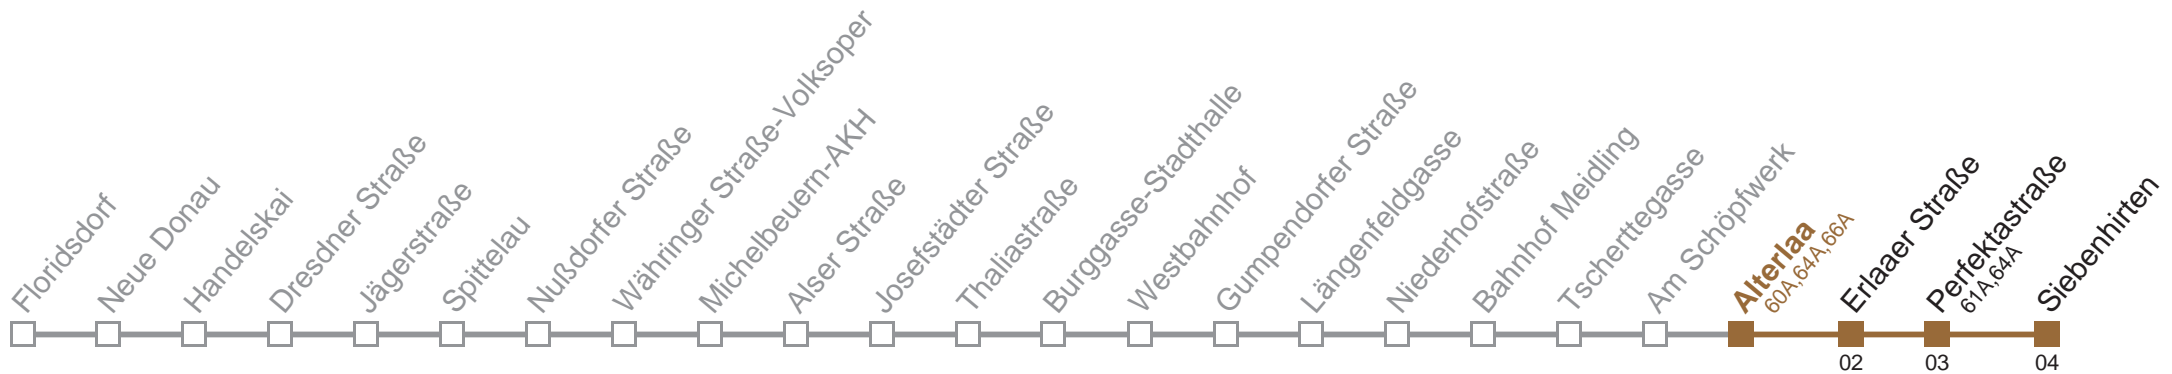 Floridsdorf
Neue Donau
Handelskai
Dresdner Straße
Jägerstraße
Spittelau
Nußdorfer Straße
Währinger Straße-Volksoper
Michelbeuern-AKH
Alser Straße
Josefstädter Straße
Thaliastraße
Burggasse-Stadthalle
Westbahnhof
Gumpendorfer Straße
Längenfeldgasse
Niederhofstraße
Bahnhof Meidling
Tscherttegasse
Am Schöpfwerk
Alterlaa
60A,64A,66A
Erlaaer Straße
Perfektastraße
61A,64A
Siebenhirten
02
03
04